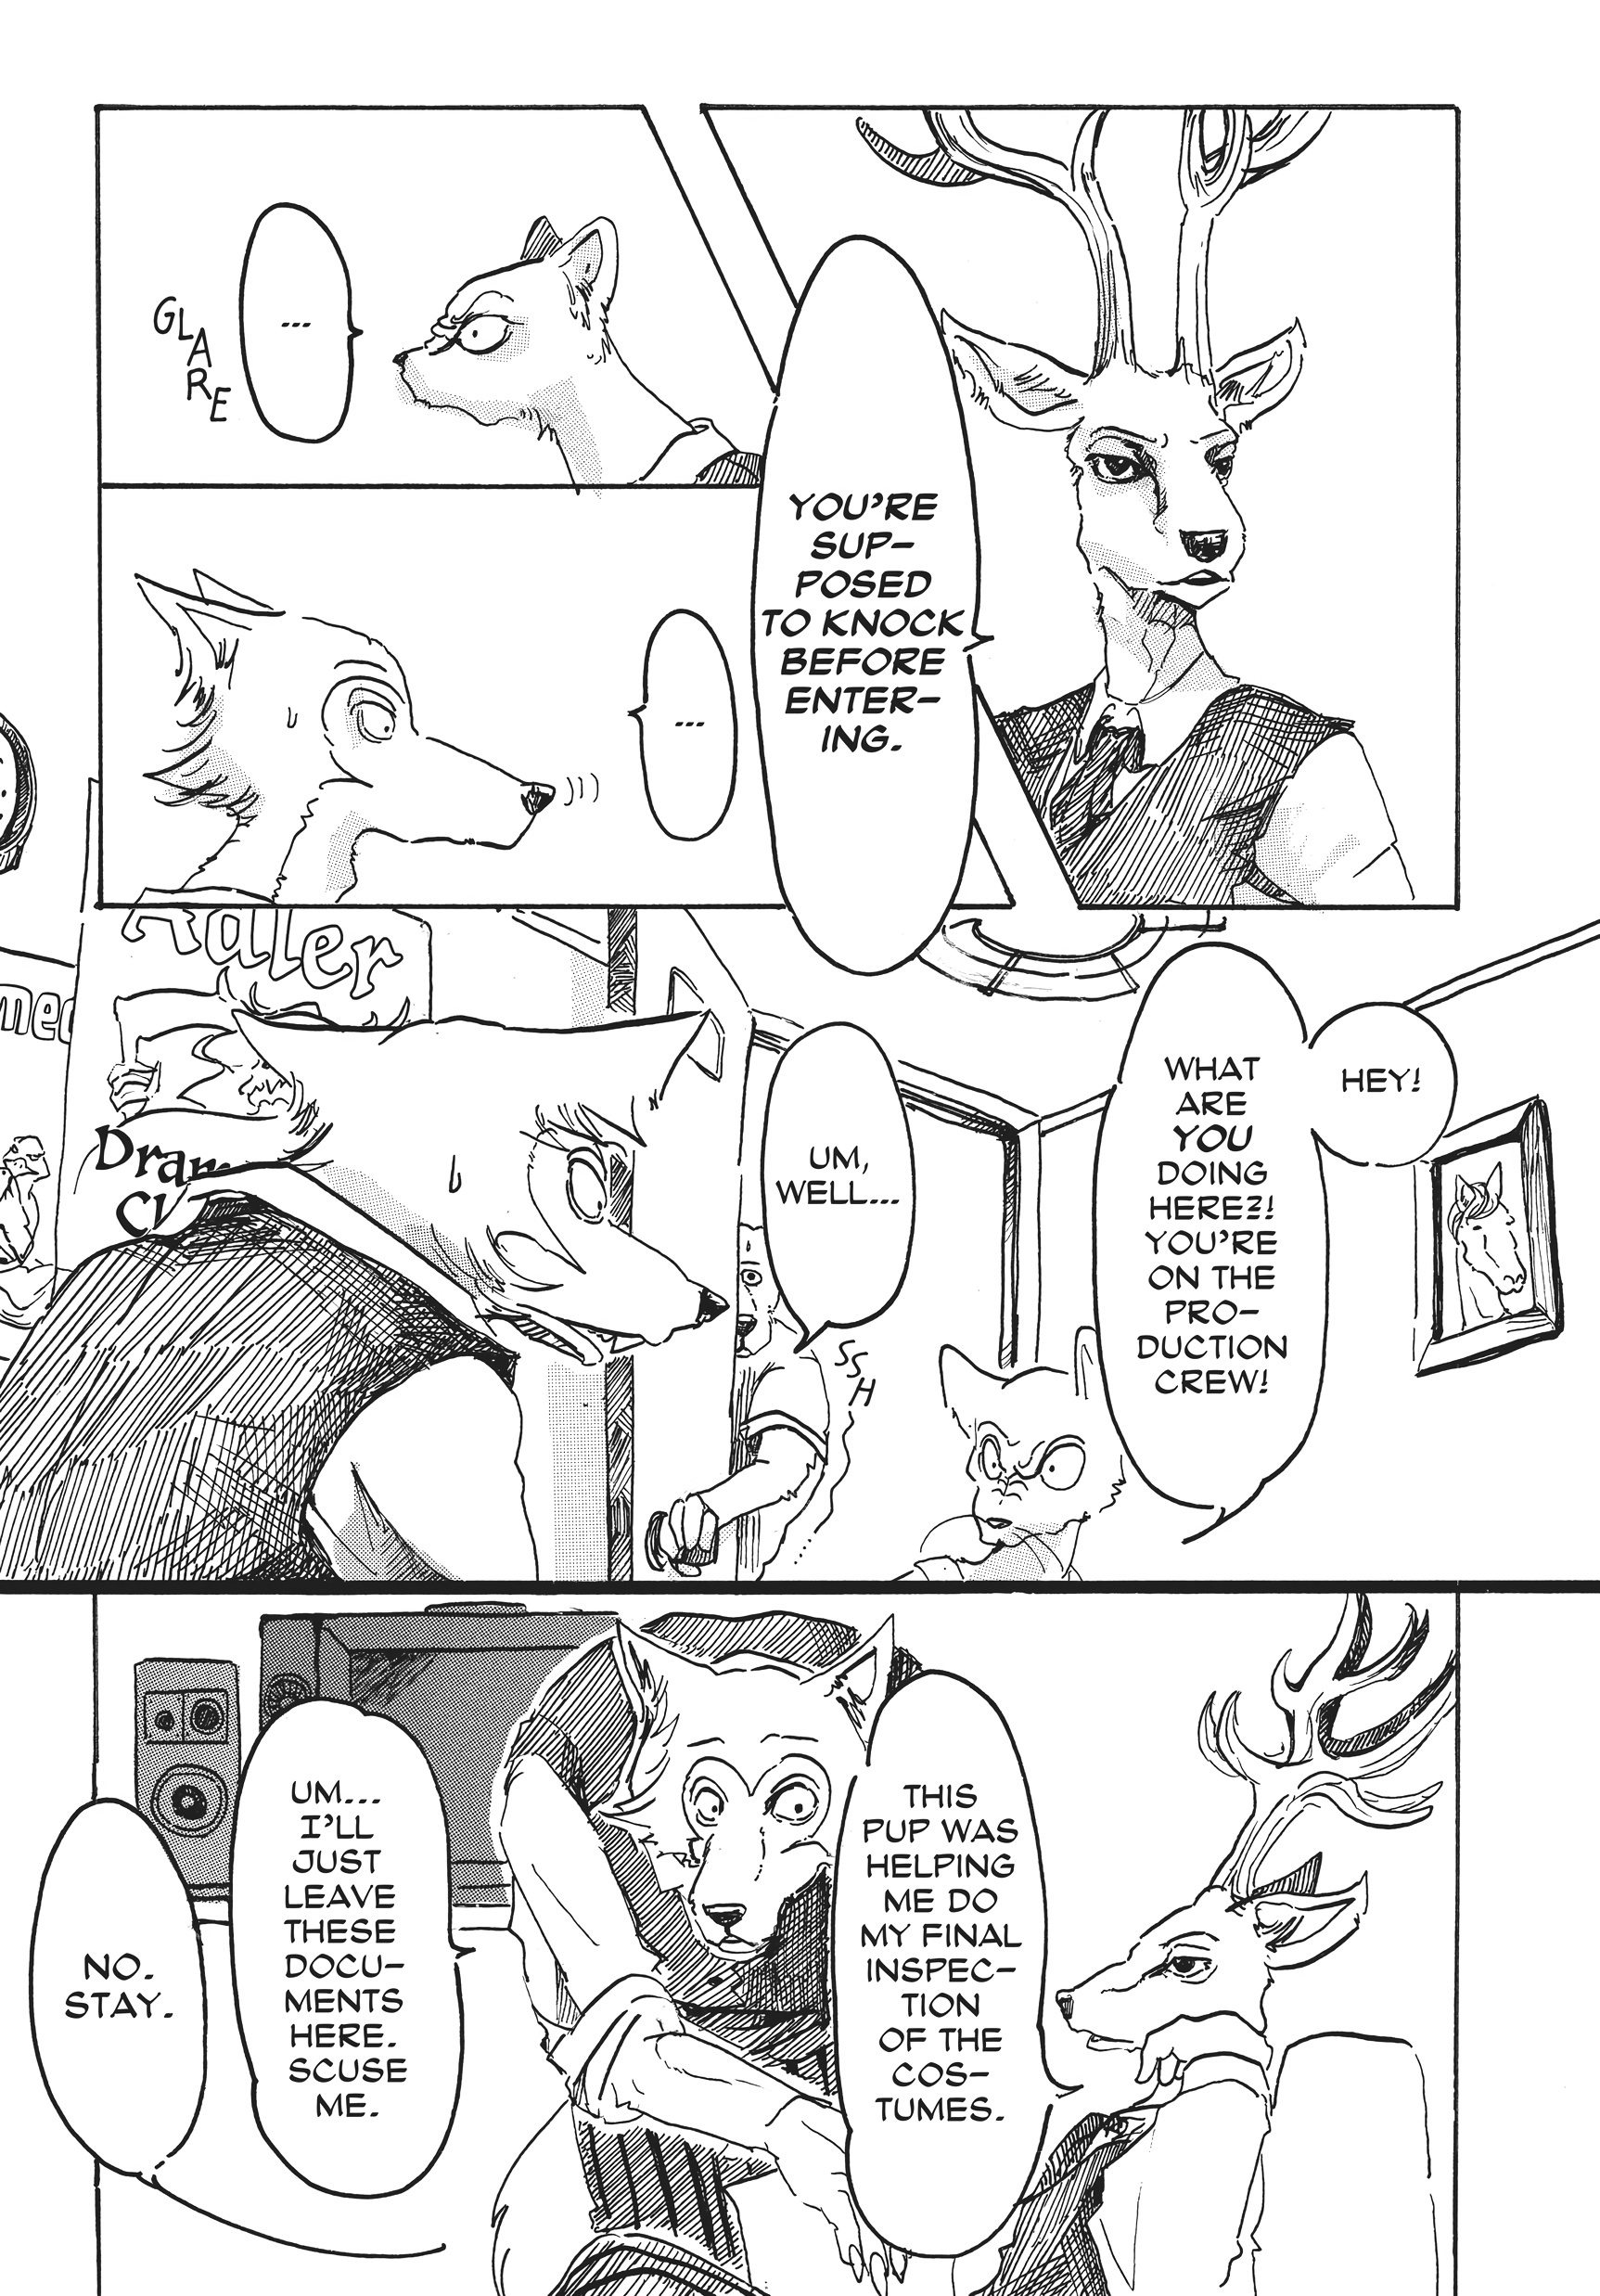 YOU'RE
SUP-
POSED
TO KNOCK
BEFORE
ENTER-
ING.
...
GLARE
...
HEY!
WHAT
ARE
YOU
DOING
HERE?!
YOU'RE
ON THE
PRO-
DUCTION
CREW!
UM,
WELL...
SSH
Adler
Dram
THIS
PUP WAS
HELPING
ME DO
MY FINAL
INSPEC-
TION
OF THE
COS-
TUMES.
UM...
I'LL
JUST
LEAVE
THESE
DOCU-
MENTS
HERE.
SCUSE
ME.
NO.
STAY.